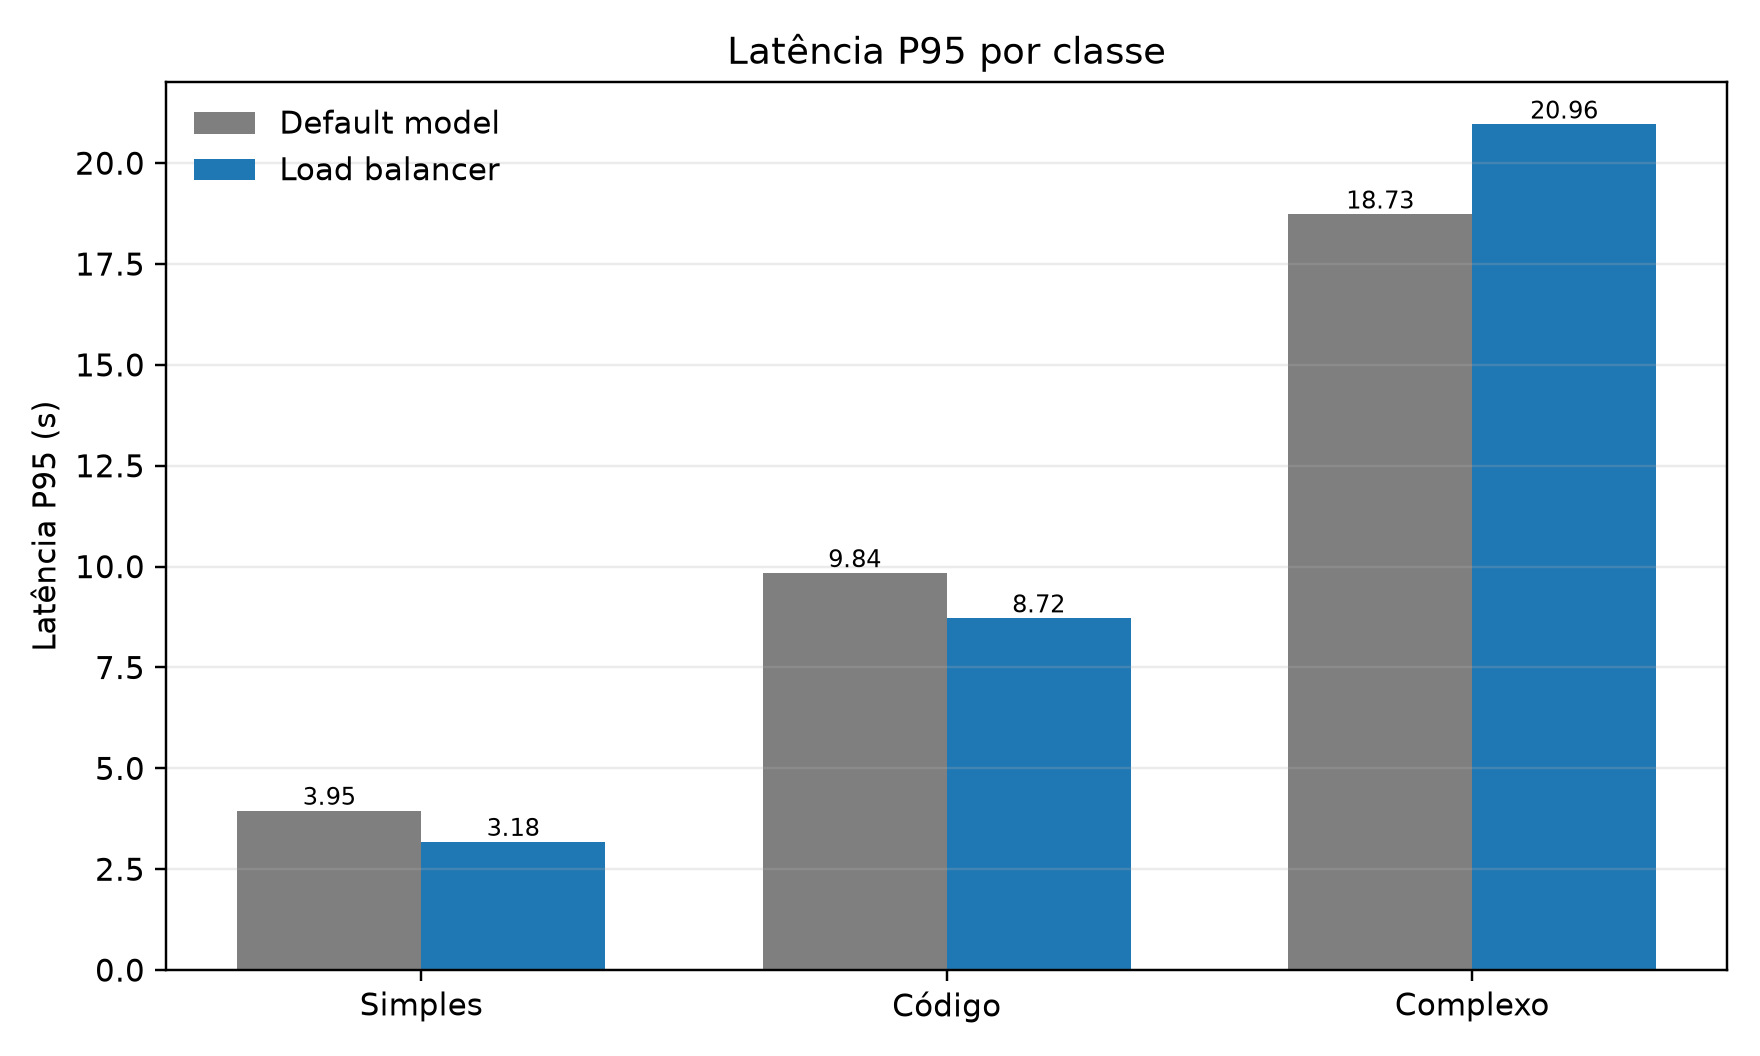 Latência P95 por classe
Default model
Load balancer
Latência P95 (s)
20.0
17.5
15.0
12.5
10.0
7.5
5.0
2.5
0.0
3.95
3.18
9.84
8.72
18.73
20.96
Simples
Código
Complexo